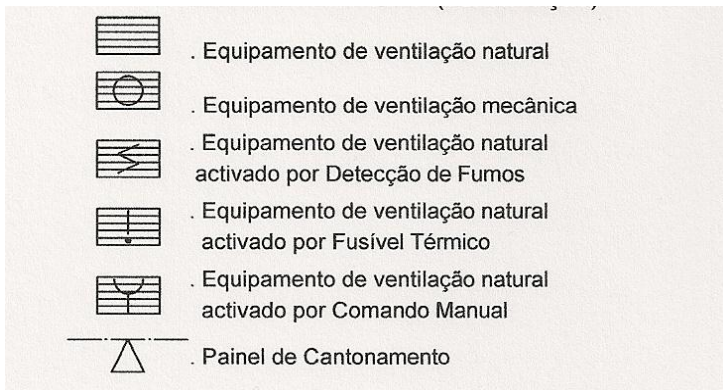 . Equipamento de ventilação natural
. Equipamento de ventilação mecânica
. Equipamento de ventilação natural
activado por Detecção de Fumos
. Equipamento de ventilação natural
activado por Fusível Térmico
. Equipamento de ventilação natural
activado por Comando Manual
. Painel de Cantonamento